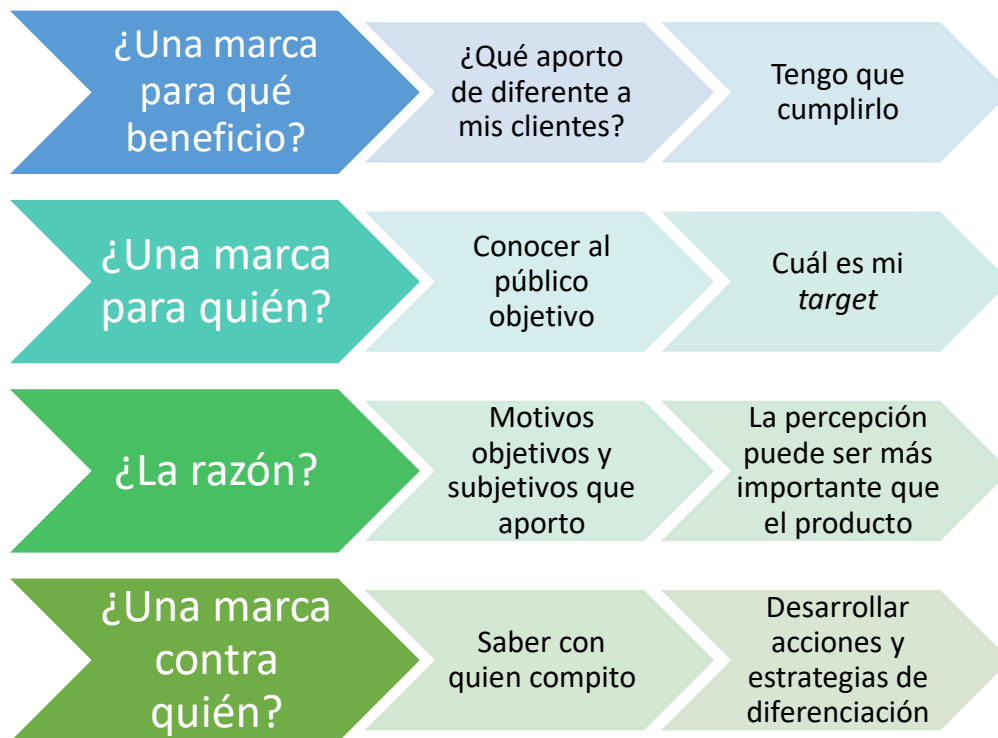 ¿Una marca
para qué
beneficio?
¿Qué aporto
de diferente a
mis clientes?
Tengo que
cumplirlo
¿Una marca
para quién?
Conocer al
público
objetivo
Cuál es mi
target
¿La razón?
Motivos
objetivos y
subjetivos que
aporto
La percepción
puede ser más
importante que
el producto
¿Una marca
contra
quién?
Saber con
quien compito
Desarrollar
acciones y
estrategias de
diferenciación